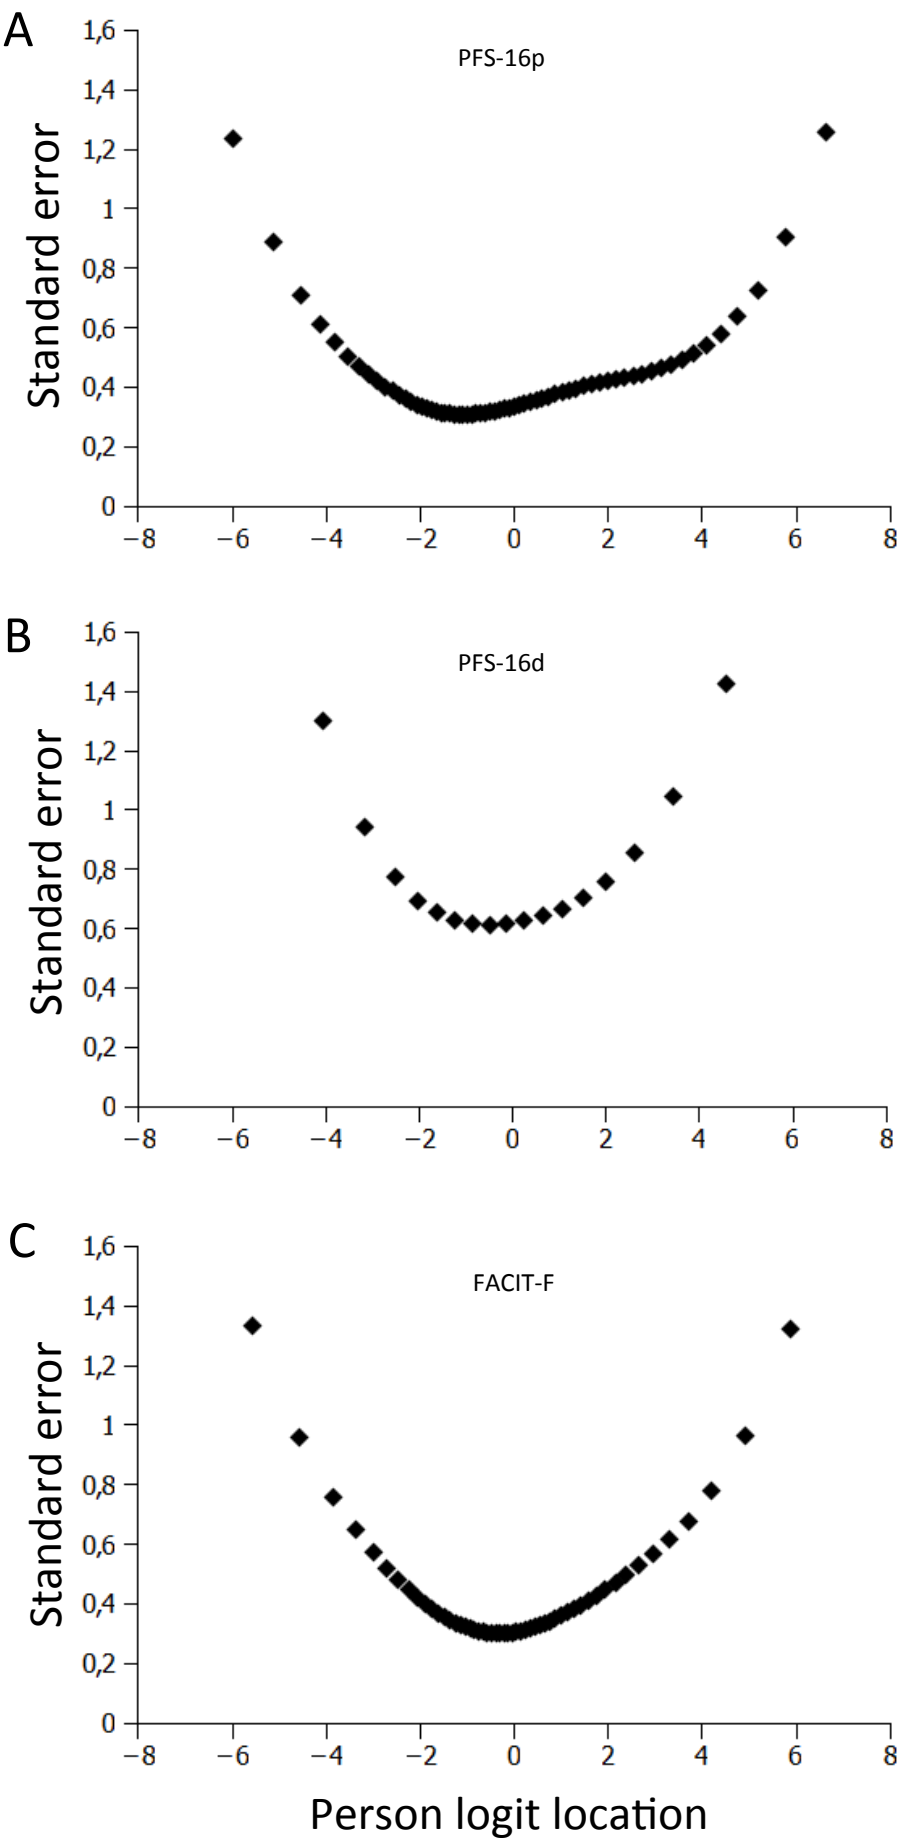 A
PFS-16p
Standard error
1,6
1,4
1,2
1
0,8
0,6
0,4
0,2
0
−8 −6 −4 −2 0 2 4 6 8
B
PFS-16d
Standard error
1,6
1,4
1,2
1
0,8
0,6
0,4
0,2
0
−8 −6 −4 −2 0 2 4 6 8
C
FACIT-F
Standard error
1,6
1,4
1,2
1
0,8
0,6
0,4
0,2
0
−8 −6 −4 −2 0 2 4 6 8
Person logit location